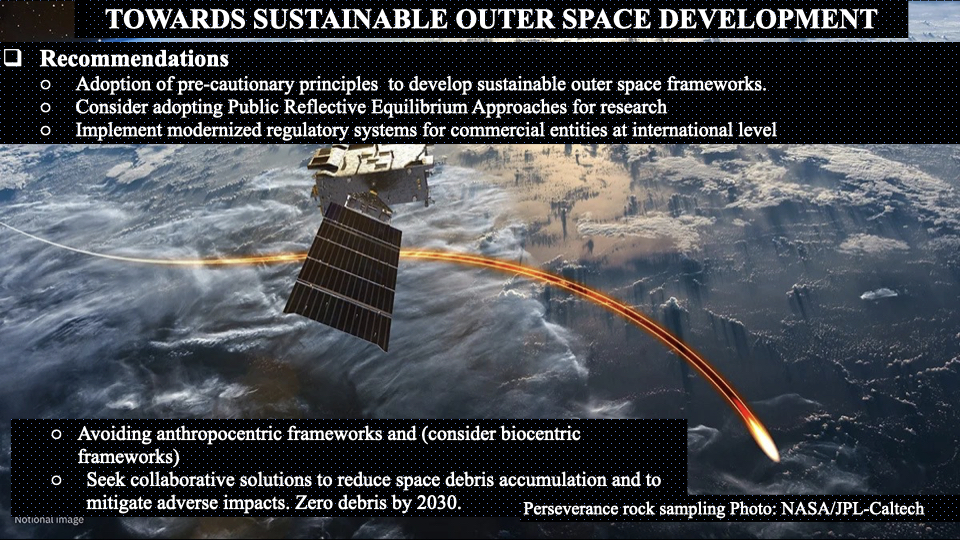 TOWARDS SUSTAINABLE OUTER SPACE DEVELOPMENT
Recommendations
Adoption of pre-cautionary principles to develop sustainable outer space frameworks.
Consider adopting Public Reflective Equilibrium Approaches for research
Implement modernized regulatory systems for commercial entities at international level
Avoiding anthropocentric frameworks and (consider biocentric
frameworks)
Seek collaborative solutions to reduce space debris accumulation and to
mitigate adverse impacts. Zero debris by 2030.
Notional Image
Perseverance rock sampling Photo: NASA/JPL-Caltech